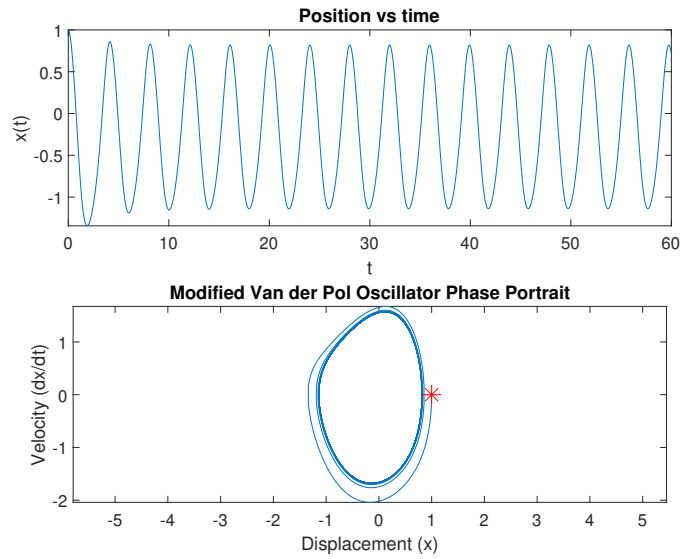 Position vs time
1
0.5
0
-0.5
-1
x(t)
0 10 20 30 40 50 60
t
Modified Van der Pol Oscillator Phase Portrait
1
0
-1
-2
Velocity (dx/dt)
-5 -4 -3 -2 -1 0 1 2 3 4 5
Displacement (x)